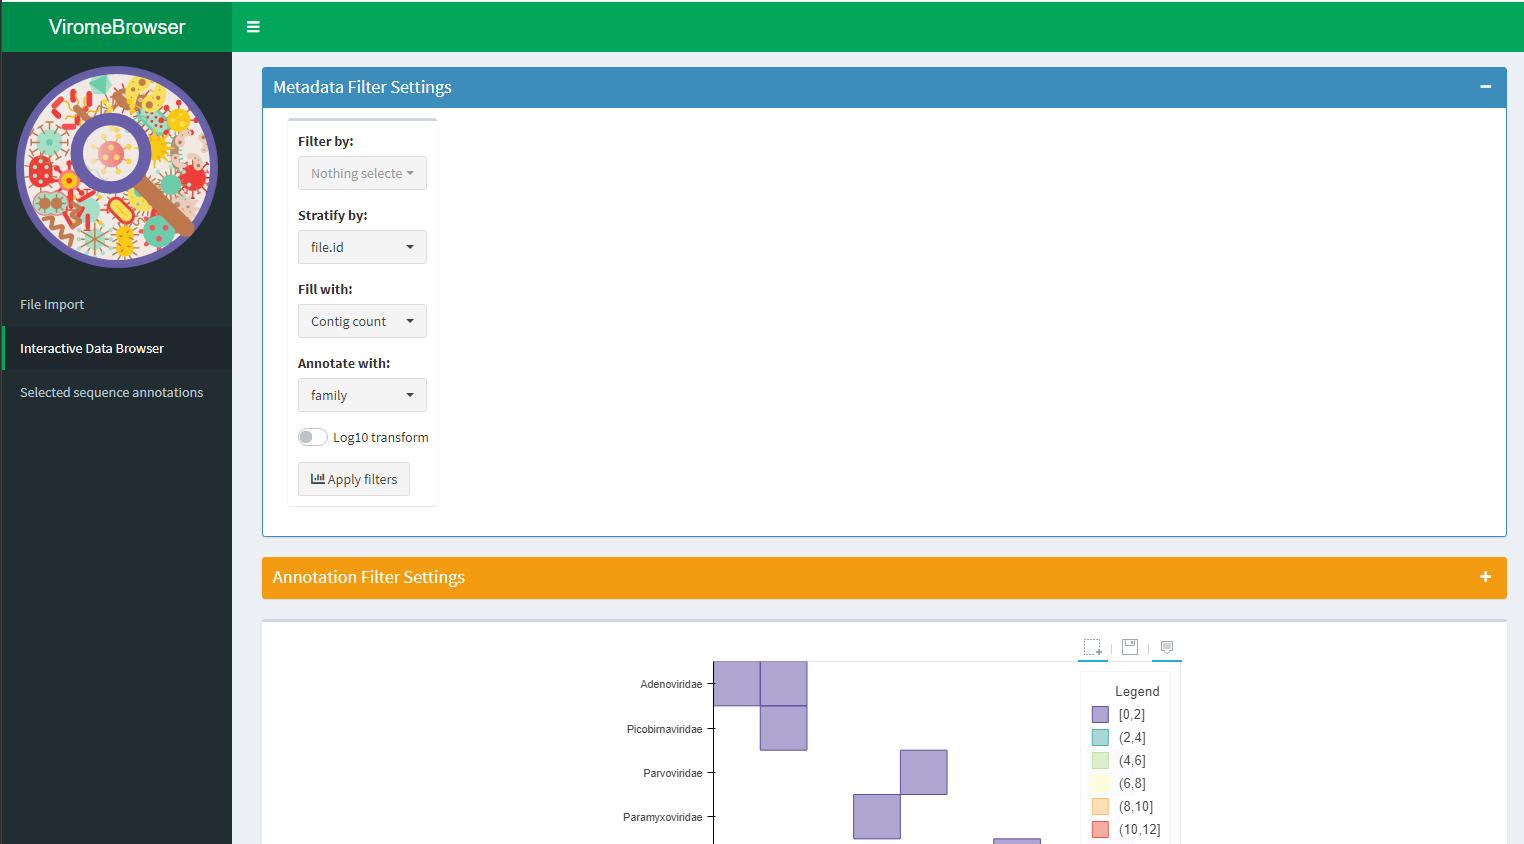 ViromeBrowser
Metadata Filter Settings
Filter by:
Nothing selecte
Stratify by:
file.id
Fill with:
Contig count
Annotate with:
family
Log10 transform
Apply filters
File Import
Interactive Data Browser
Selected sequence annotations
Annotation Filter Settings
Adenoviridae
Picobirnaviridae
Parvoviridae
Paramyxoviridae
Legend
[0,2]
(2,4]
(4,6]
(6,8]
(8,10]
(10,12]